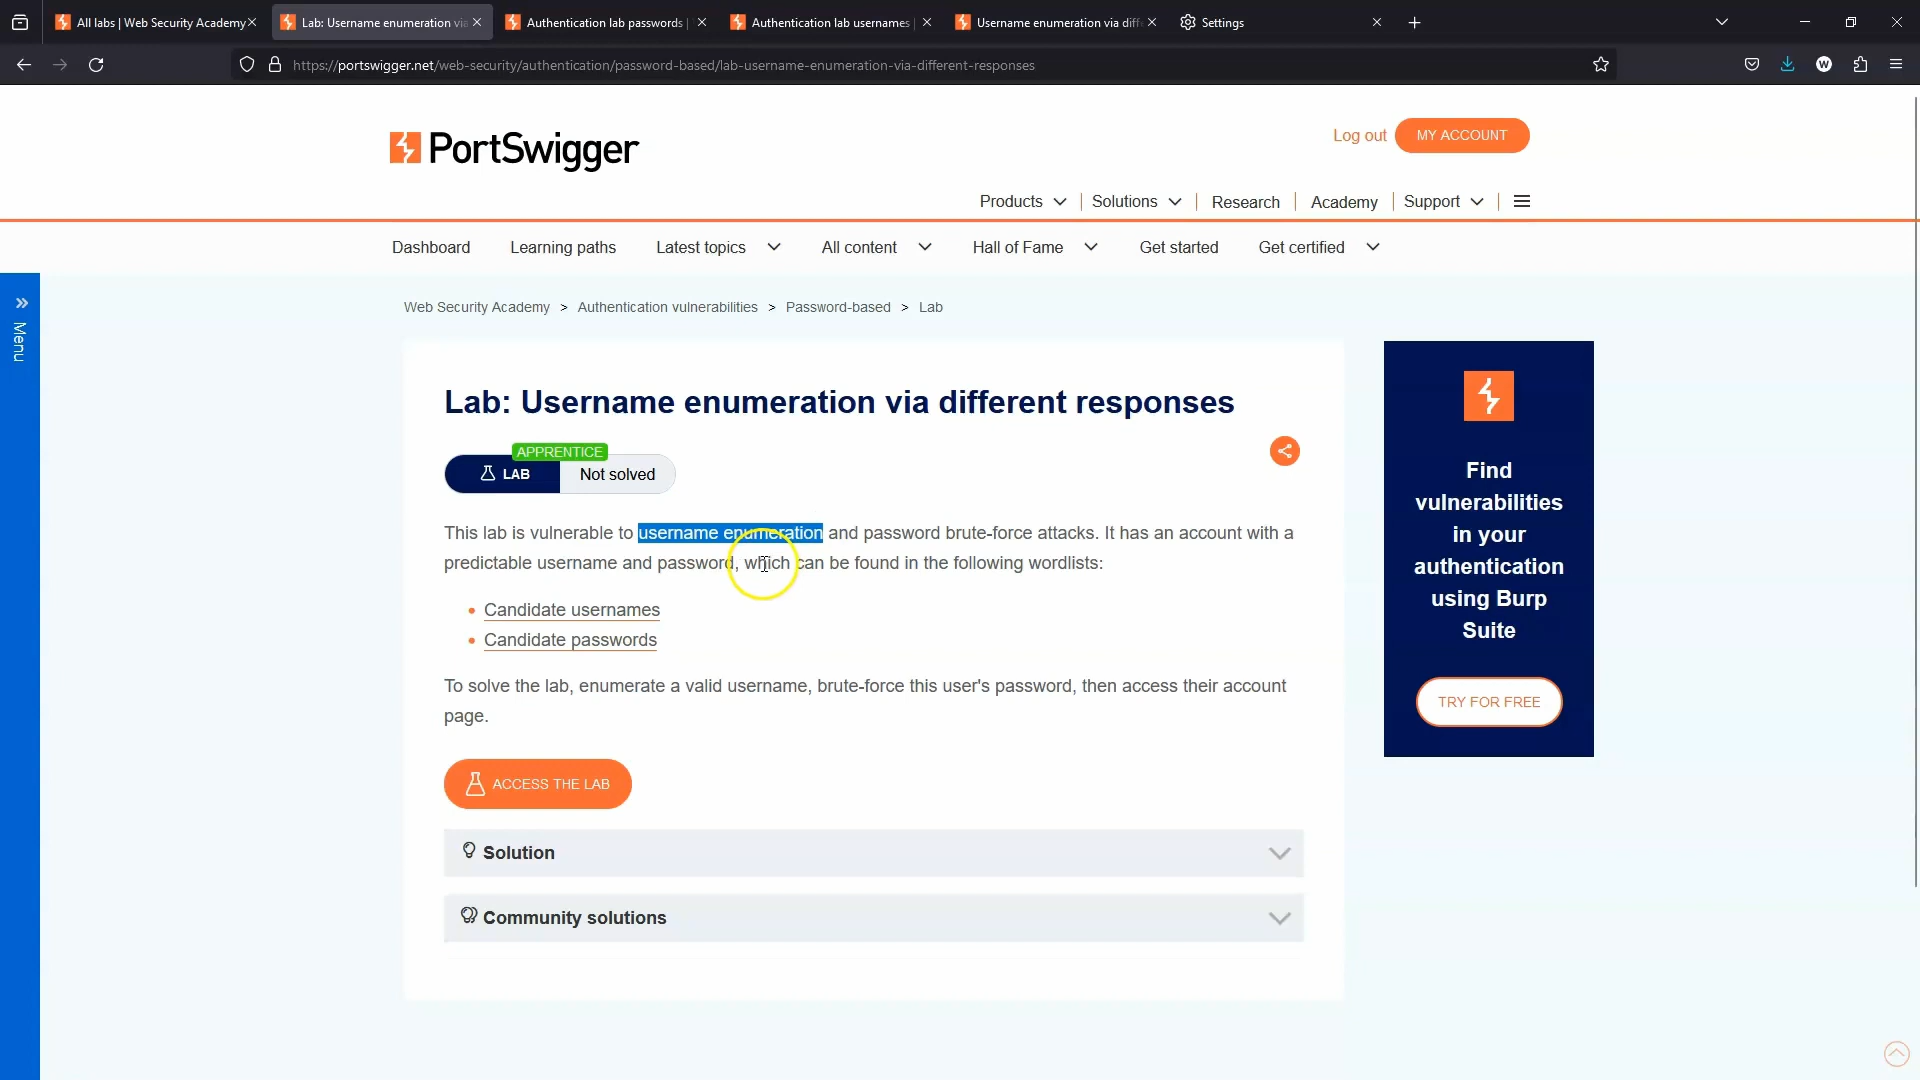 All labs | Web Security Academy
Lab: Username enumeration via
Authentication lab passwords |
Authentication lab usernames |
Username enumeration via diff
Settings
https://portswigger.net/web-security/authentication/password-based/lab-username-enumeration-via-different-responses
W
PortSwigger
Log out
MY ACCOUNT
Products
Solutions
Research
Academy
Support
Dashboard
Learning paths
Latest topics
All content
Hall of Fame
Get started
Get certified
Menu
Web Security Academy > Authentication vulnerabilities > Password-based > Lab
Lab: Username enumeration via different responses
APPRENTICE
LAB
Not solved
This lab is vulnerable to username enumeration and password brute-force attacks. It has an account with a
predictable username and password, which can be found in the following wordlists:
• Candidate usernames
• Candidate passwords
To solve the lab, enumerate a valid username, brute-force this user's password, then access their account
page.
ACCESS THE LAB
Solution
Community solutions
Find
vulnerabilities
in your
authentication
using Burp
Suite
TRY FOR FREE